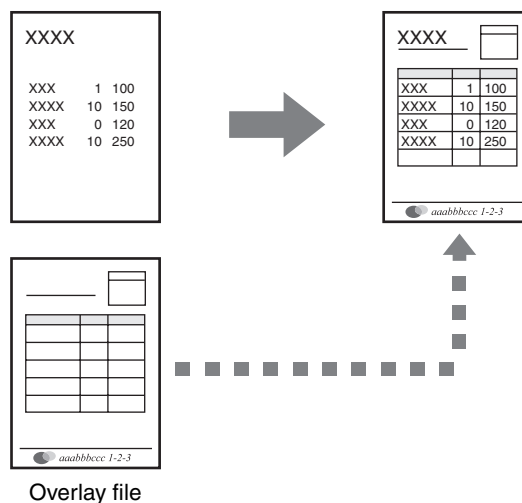 XXXX
XXX 1 100
XXXX 10 150
XXX 0 120
XXXX 10 250
XXXX
XXX 1 100
XXXX 10 150
XXX 0 120
XXXX 10 250
aaabbbccc 1-2-3
aaabbbccc 1-2-3
Overlay file